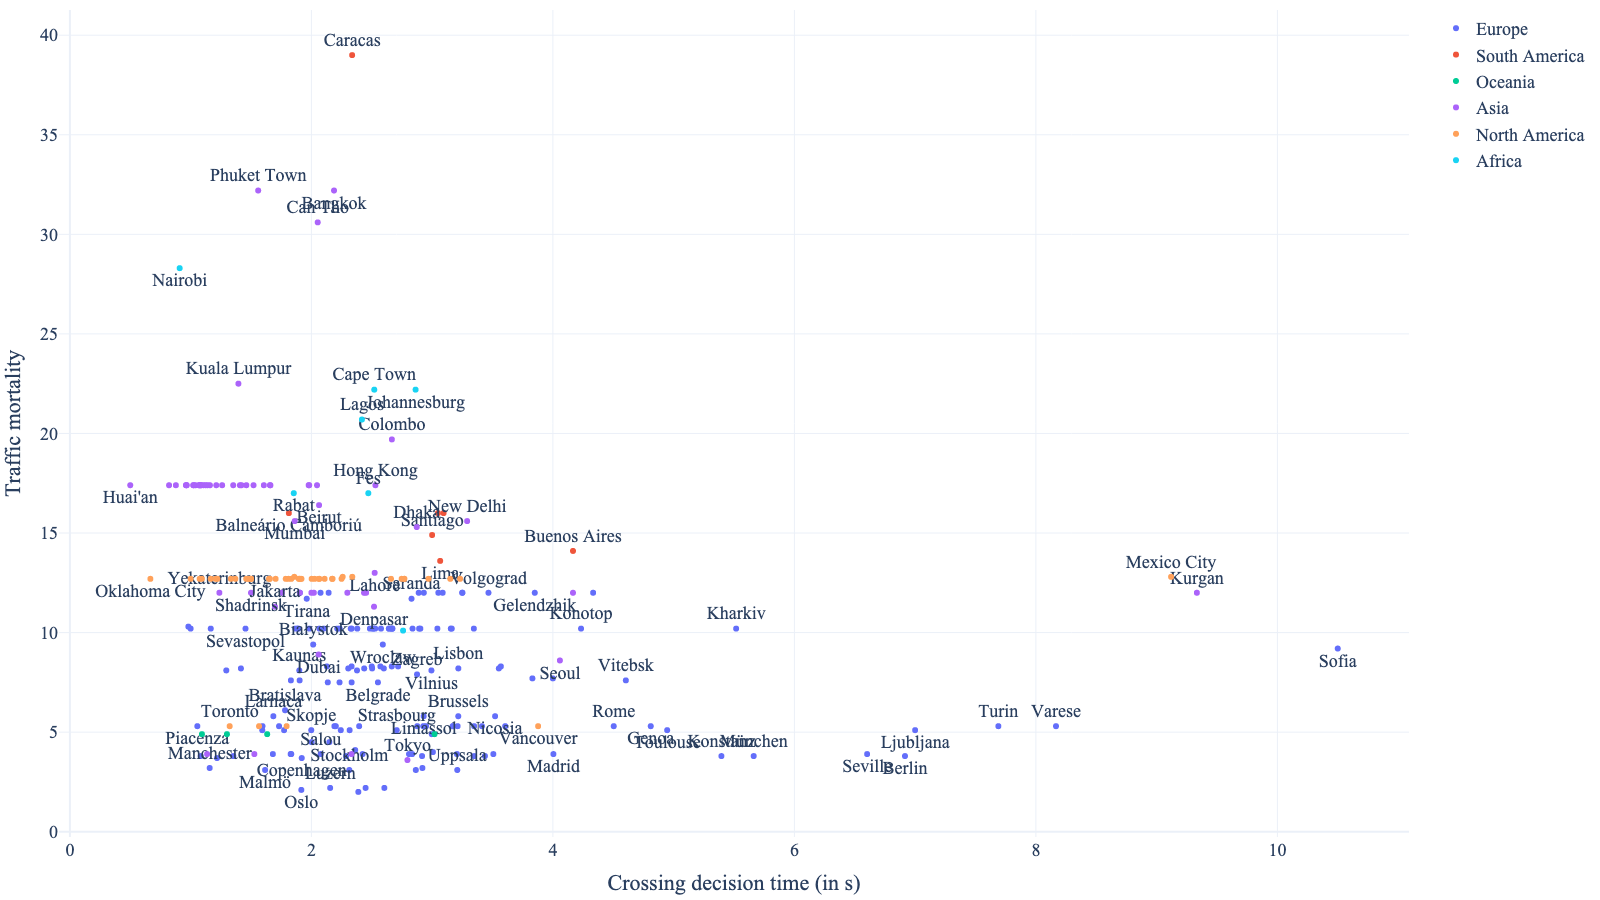 40
Caracas
Europe
South America
Oceania
Asia
North America
Africa
35
Phuket Town
Bangkok
Can Tho
30
Nairobi
25
Kuala Lumpur
Cape Town
Johannesburg
Lagos
Colombo
20
Traffic mortality
Hong Kong
Fes
Huai'an
Rabat
New Delhi
Dhaka
Beirut
Santiago
Balneário Camboriú
Mumbai
15
Buenos Aires
Mexico City
Lima
Yekaterinburg
Volgograd
Kurgan
Saranda
Lahore
Oklahoma City
Jakarta
Shadrinsk
Gelendzhik
Tirana
Konotop
Kharkiv
Denpasar
Bialystok
10
Sevastopol
Lisbon
Kaunas
Wroclaw
Zagreb
Sofia
Dubai
Vitebsk
Seoul
Vilnius
Bratislava
Belgrade
Larnaca
Brussels
Toronto
Skopje
Strasbourg
Rome
Turin
Varese
Limassol
Nicosia
5
Piacenza
Salou
Vancouver
Genoa
Toulouse
Konstanz
München
Ljubljana
Tokyo
Manchester
Stockholm
Uppsala
Madrid
Seville
Berlin
Copenhagen
Luzern
Malmö
Oslo
0
0
2
4
6
8
10
Crossing decision time (in s)